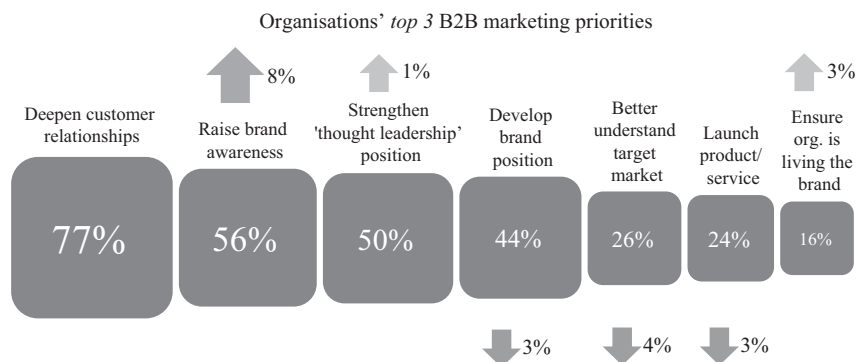 Organisations’ top 3 B2B marketing priorities
8%
1%
3%
Deepen customer
relationships
Raise brand
awareness
Strengthen
'thought leadership’
position
Develop
brand
position
Better
understand
target
market
Launch
product/
service
Ensure
org. is
living the
brand
77%
56%
50%
44%
26%
24%
16%
3%
4%
3%